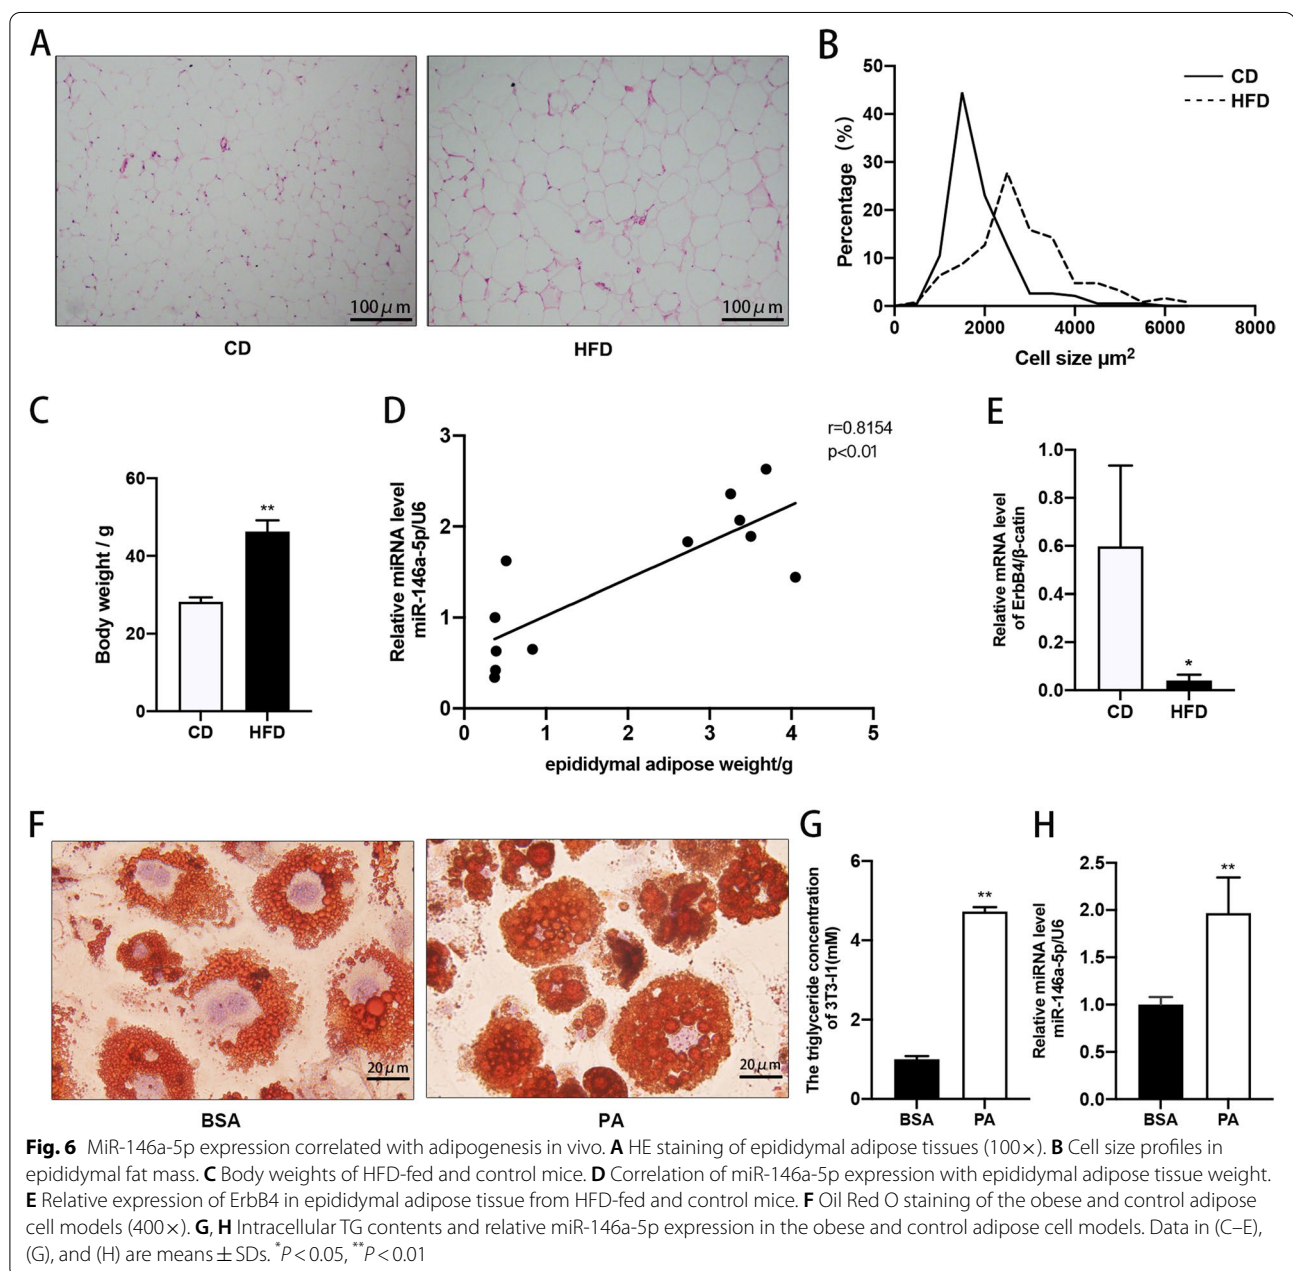 A
100 μm
CD
100 μm
HFD
B
Percentage (%)
50
40
30
20
10
0
0 2000 4000 6000 8000
Cell size μm²
CD
HFD
C
Body weight / g
60
40
20
0
**
CD HFD
D
Relative miRNA level
miR-146a-5p/U6
3
2
1
0
0 1 2 3 4 5
epididymal adipose weight/g
r=0.8154
p<0.01
E
Relative mRNA level
of ErbB4/β-catin
1.0
0.8
0.6
0.4
0.2
0.0
*
CD HFD
F
20 μm
BSA
20 μm
PA
G
The triglyceride concentration
of 3T3-l1(mM)
6
4
2
0
**
BSA PA
H
Relative miRNA level
miR-146a-5p/U6
2.5
2.0
1.5
1.0
0.5
0.0
**
BSA PA
Fig. 6 MiR-146a-5p expression correlated with adipogenesis in vivo. A HE staining of epididymal adipose tissues (100×). B Cell size profiles in
epididymal fat mass. C Body weights of HFD-fed and control mice. D Correlation of miR-146a-5p expression with epididymal adipose tissue weight.
E Relative expression of ErbB4 in epididymal adipose tissue from HFD-fed and control mice. F Oil Red O staining of the obese and control adipose
cell models (400×). G, H Intracellular TG contents and relative miR-146a-5p expression in the obese and control adipose cell models. Data in (C–E),
(G), and (H) are means ± SDs. *P < 0.05, **P < 0.01